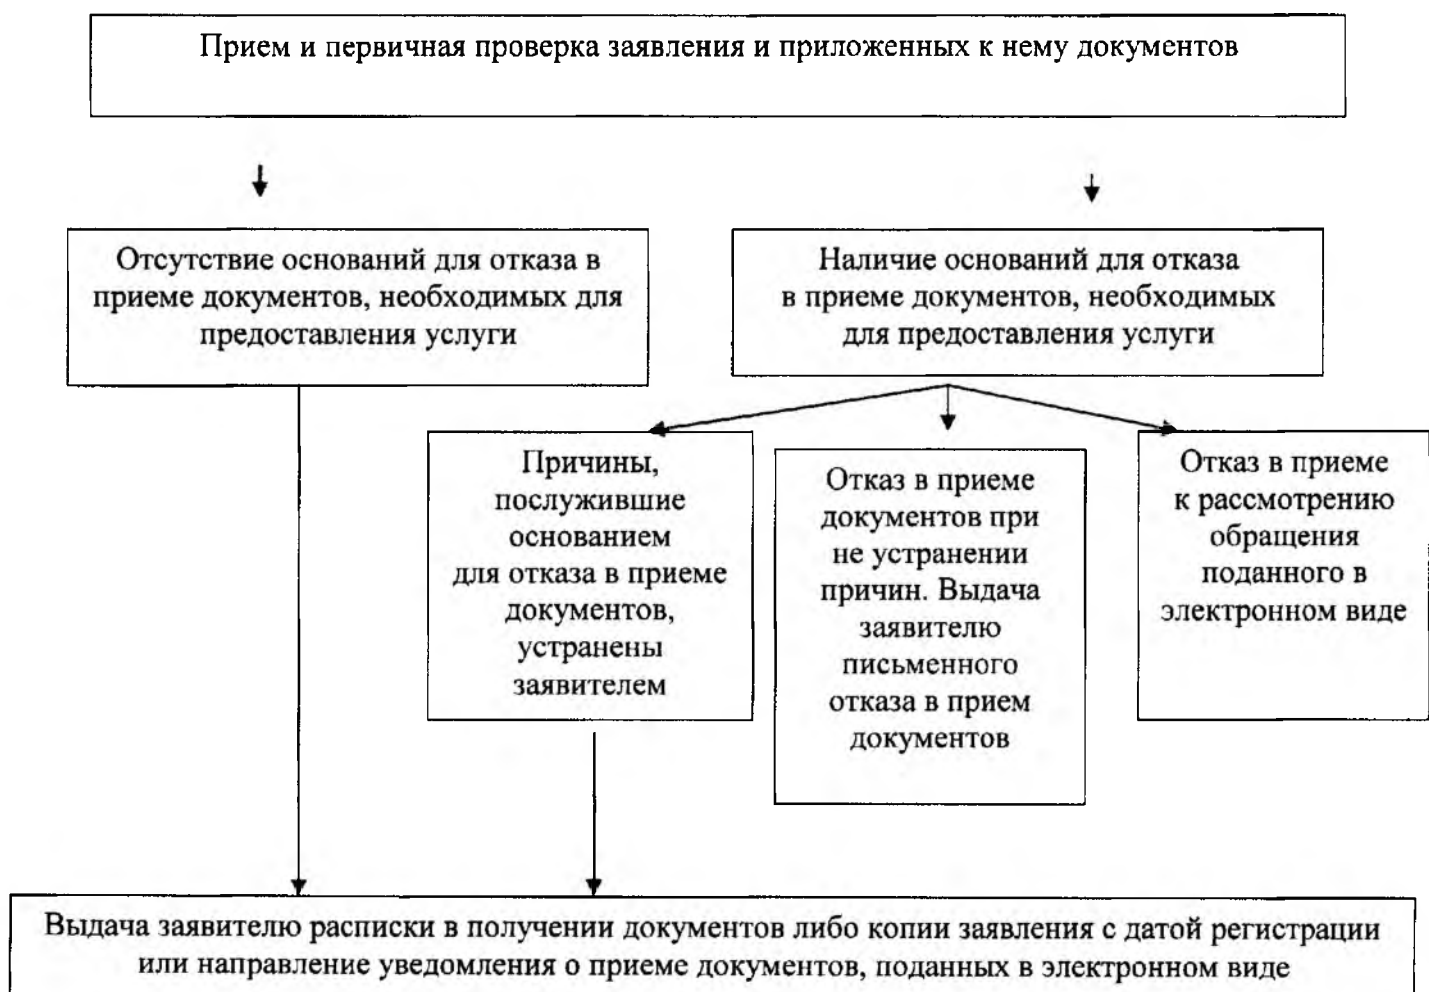 Прием и первичная проверка заявления и приложенных к нему документов
Отсутствие оснований для отказа в
приеме документов, необходимых для
предоставления услуги
Наличие оснований для отказа
в приеме документов, необходимых
для предоставления услуги
Причины,
послужившие
основанием
для отказа в приеме
документов,
устранены
заявителем
Отказ в приеме
документов при
не устранении
причин. Выдача
заявителю
письменного
отказа в прием
документов
Отказ в приеме
к рассмотрению
обращения
поданного в
электронном виде
Выдача заявителю расписки в получении документов либо копии заявления с датой регистрации
или направление уведомления о приеме документов, поданных в электронном виде